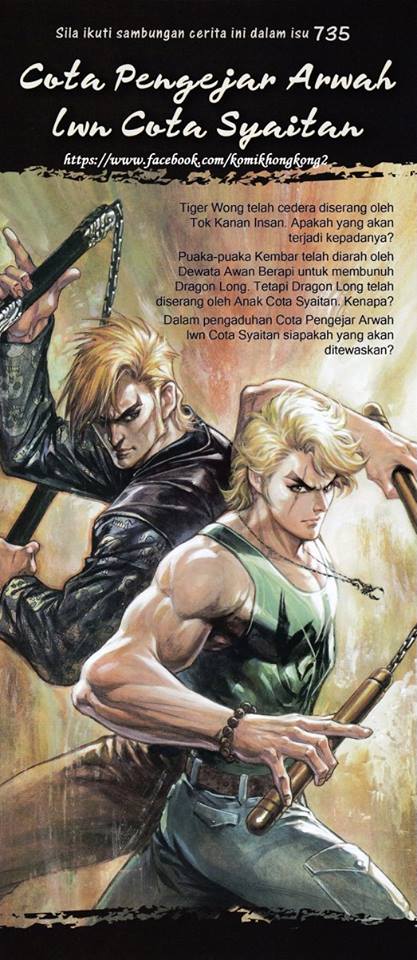 Sila ikuti sambungan cerita ini dalam isu 735
Cota Pengejar Arwah
lwn Cota Syaitan
https://www.facebook.com/komikhongkong2
Tiger Wong telah cedera diserang oleh
Tok Kanan Insan. Apakah yang akan
terjadi kepadanya?
Puaka-puaka Kembar telah diarah oleh
Dewata Awan Berapi untuk membunuh
Dragon Long. Tetapi Dragon Long telah
diserang oleh Anak Cota Syaitan. Kenapa?
Dalam pengaduhan Cota Pengejar Arwah
lwn Cota Syaitan siapakah yang akan
ditewaskan?